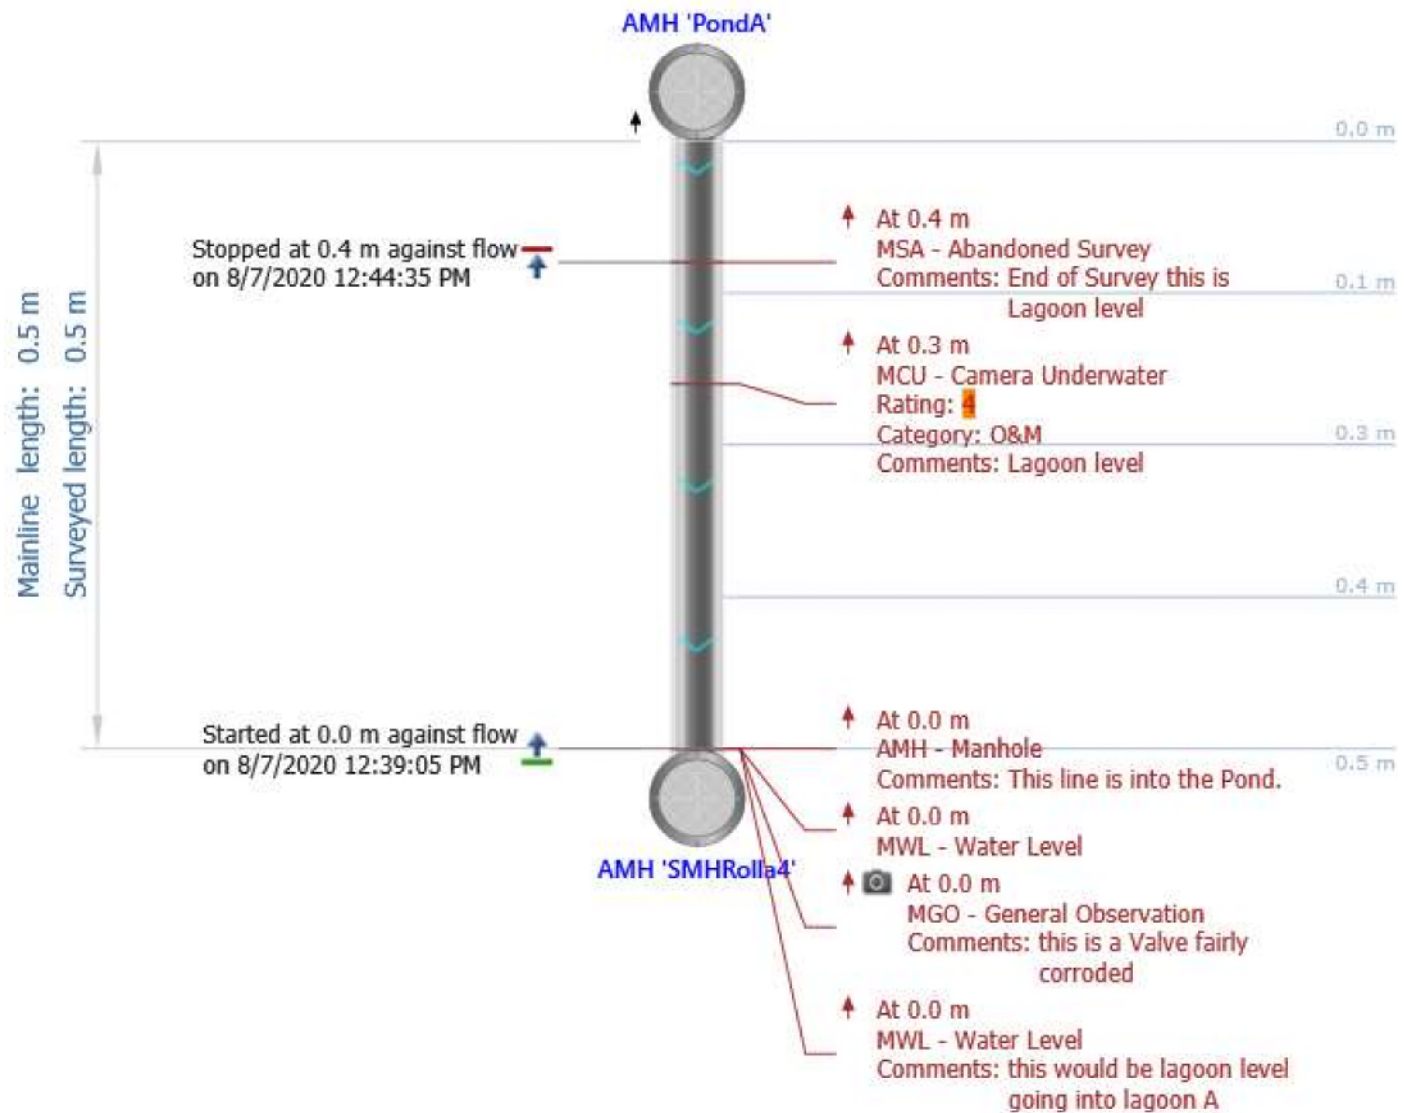 AMH 'PondA'
0.0 m
At 0.4 m
Stopped at 0.4 m against flow
on 8/7/2020 12:44:35 PM
MSA - Abandoned Survey
Comments: End of Survey this is
Lagoon level
0.1 m
At 0.3 m
MCU - Camera Underwater
Rating: 4
Category: O&M
Comments: Lagoon level
0.3 m
Mainline length: 0.5 m
Surveyed length: 0.5 m
0.4 m
Started at 0.0 m against flow
on 8/7/2020 12:39:05 PM
At 0.0 m
AMH - Manhole
Comments: This line is into the Pond.
0.5 m
At 0.0 m
MWL - Water Level
AMH 'SMHRolla4'
At 0.0 m
MGO - General Observation
Comments: this is a Valve fairly
corroded
At 0.0 m
MWL - Water Level
Comments: this would be lagoon level
going into lagoon A